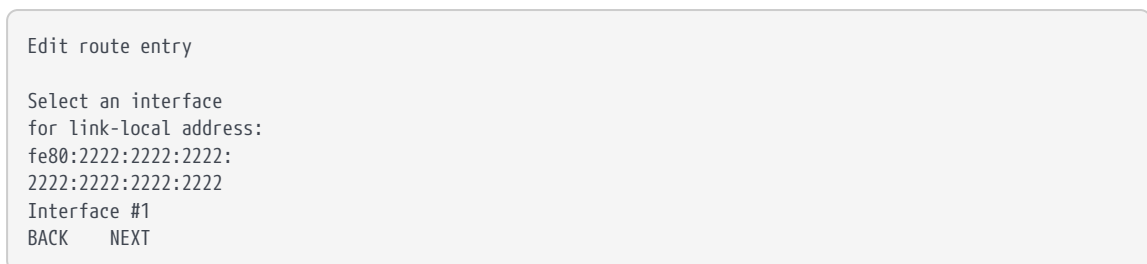 Edit route entry
Select an interface
for link-local address:
fe80:2222:2222:2222:
2222:2222:2222:2222
Interface #1
BACK NEXT